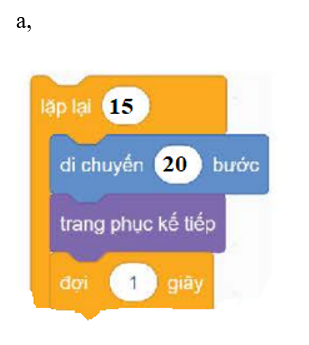 a,
lặp lại 15
di chuyển 20 bước
trang phục kế tiếp
đợi 1 giây